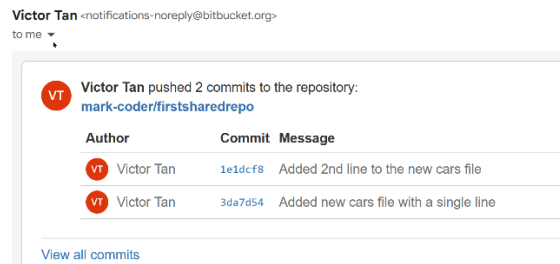 Victor Tan <notifications-noreply@bitbucket.org>
to me
VT
Victor Tan pushed 2 commits to the repository:
mark-coder/firstsharedrepo
Author Commit Message
VT Victor Tan 1e1dcf8 Added 2nd line to the new cars file
VT Victor Tan 3da7d54 Added new cars file with a single line
View all commits